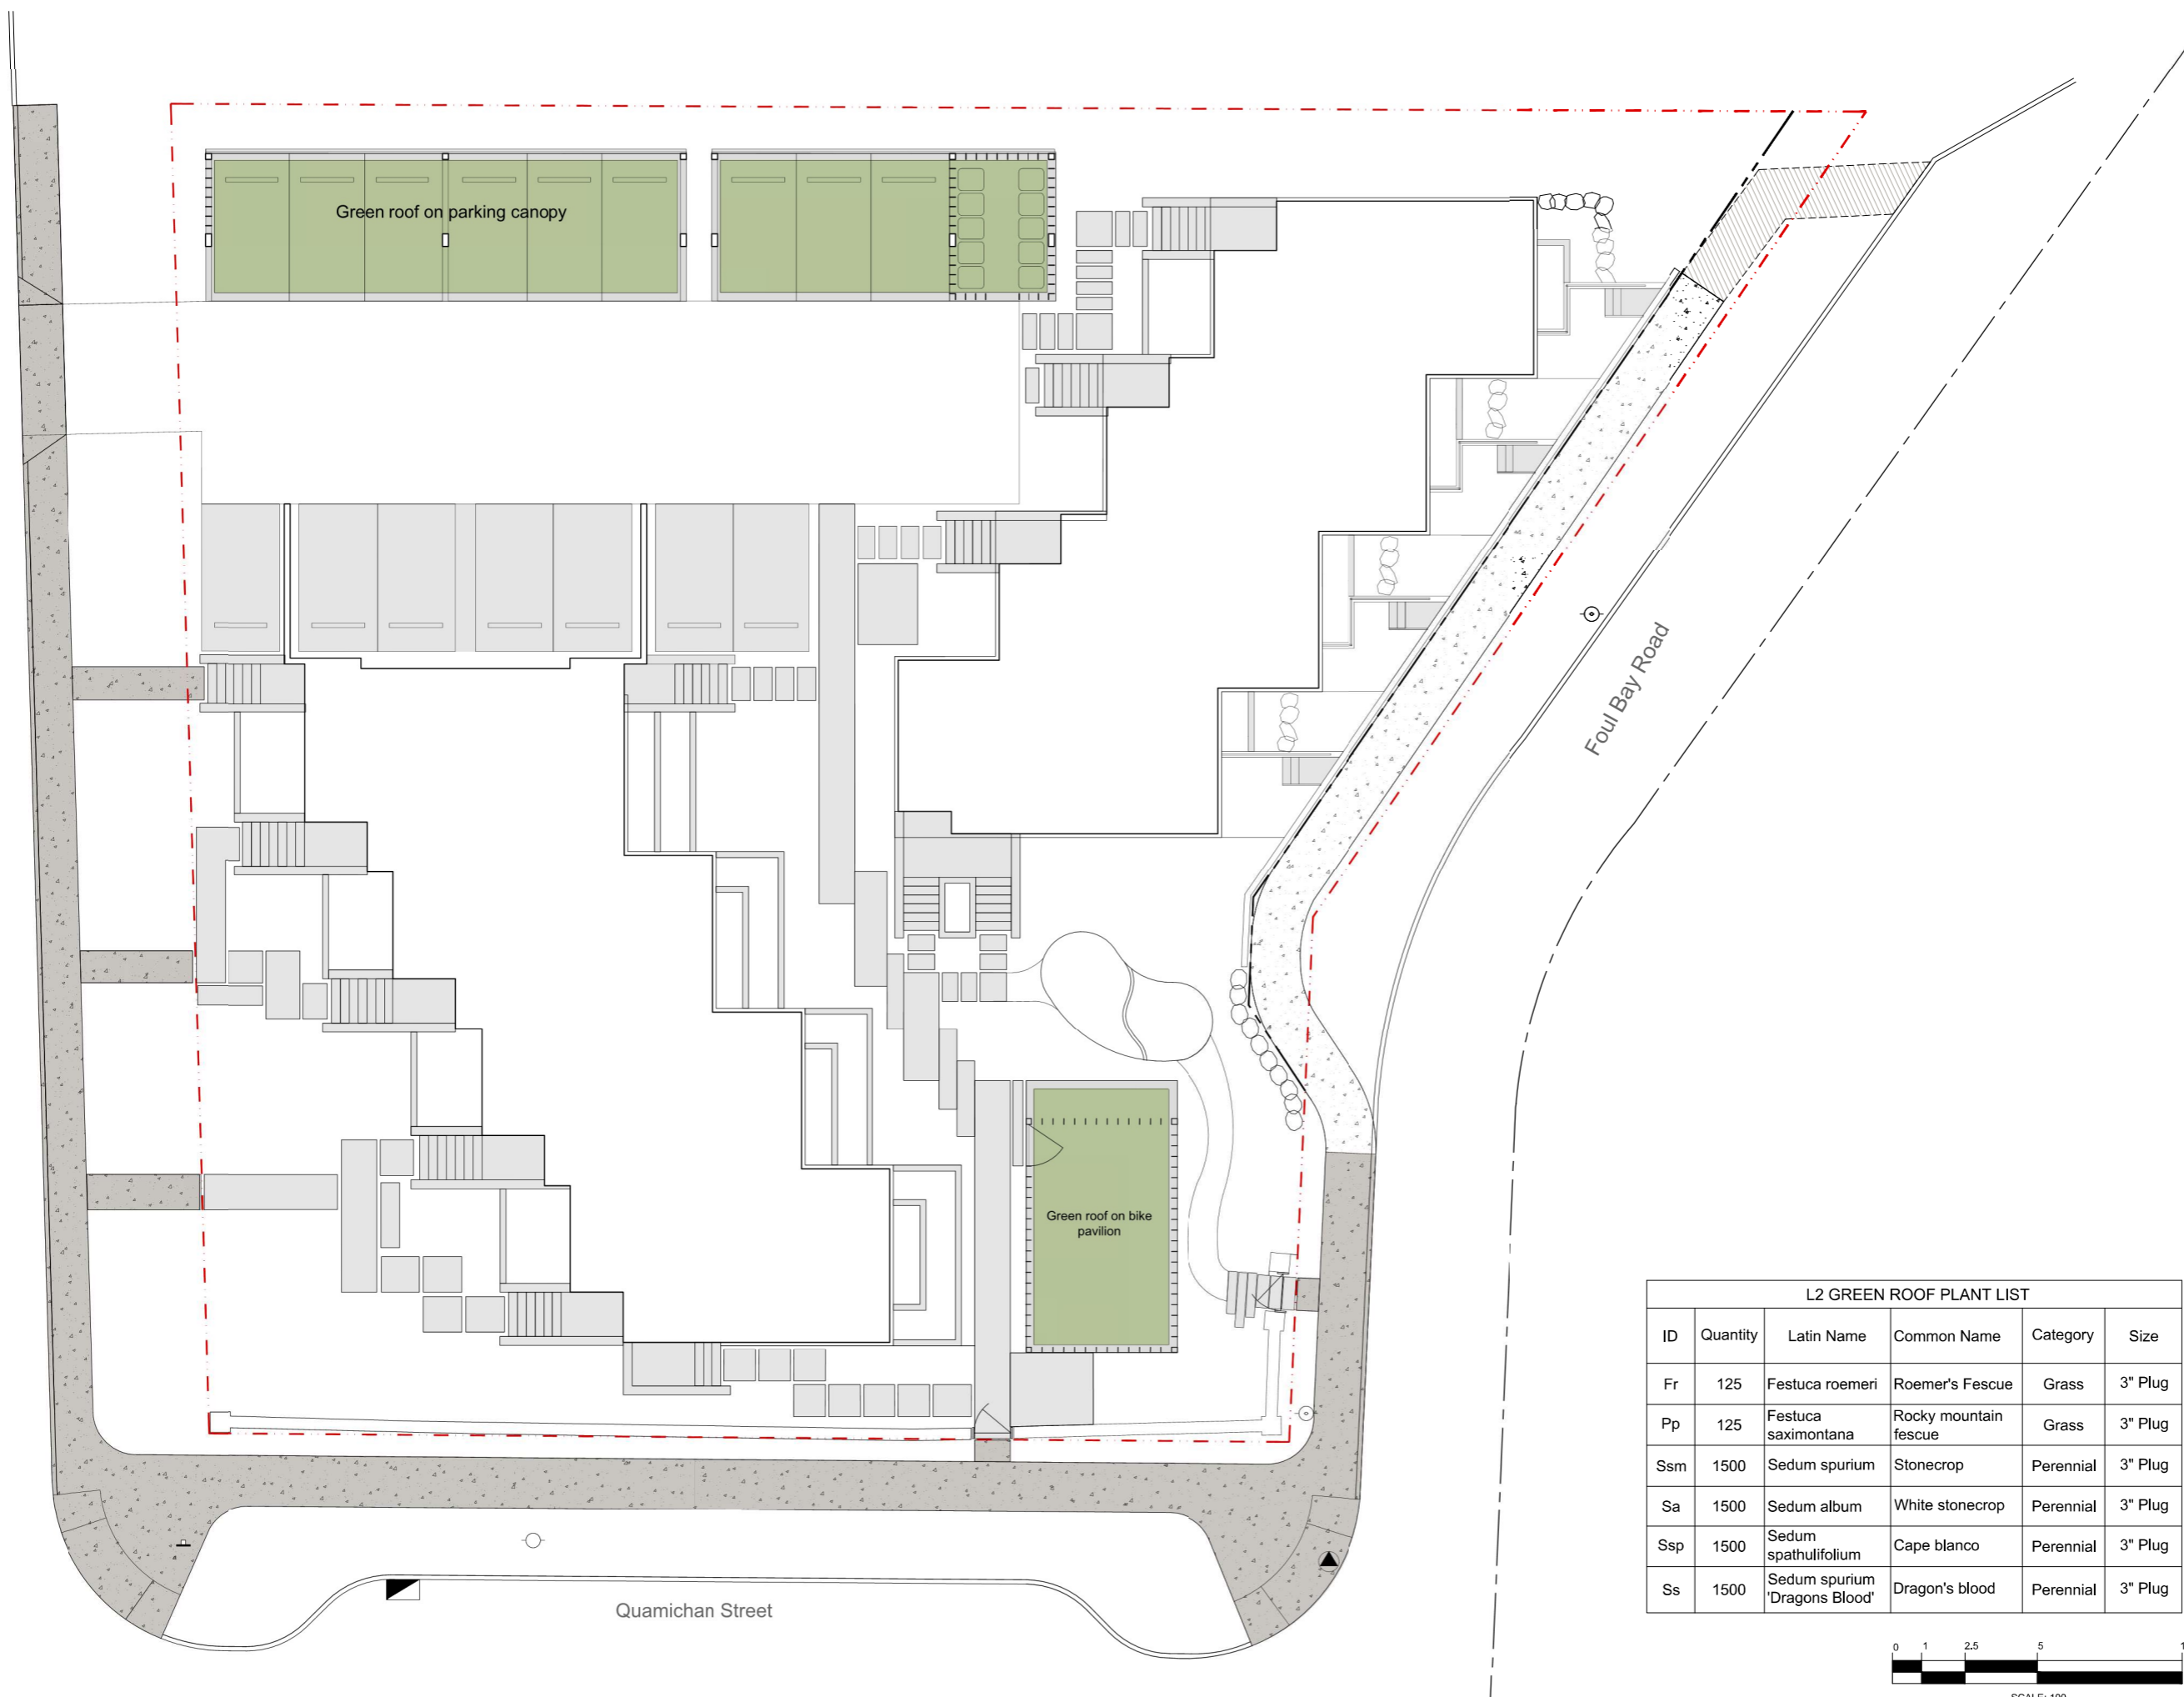 Green roof on parking canopy
Foul Bay Road
Green roof on bike
pavilion
Quamichan Street
L2 GREEN ROOF PLANT LIST
ID Quantity Latin Name Common Name Category Size
Fr 125 Festuca roemeri Roemer's Fescue Grass 3" Plug
Pp 125 Festuca saximontana Rocky mountain fescue Grass 3" Plug
Ssm 1500 Sedum spurium Stonecrop Perennial 3" Plug
Sa 1500 Sedum album White stonecrop Perennial 3" Plug
Ssp 1500 Sedum spathulifolium Cape blanco Perennial 3" Plug
Ss 1500 Sedum spurium 'Dragons Blood' Dragon's blood Perennial 3" Plug
0 1 2.5 5